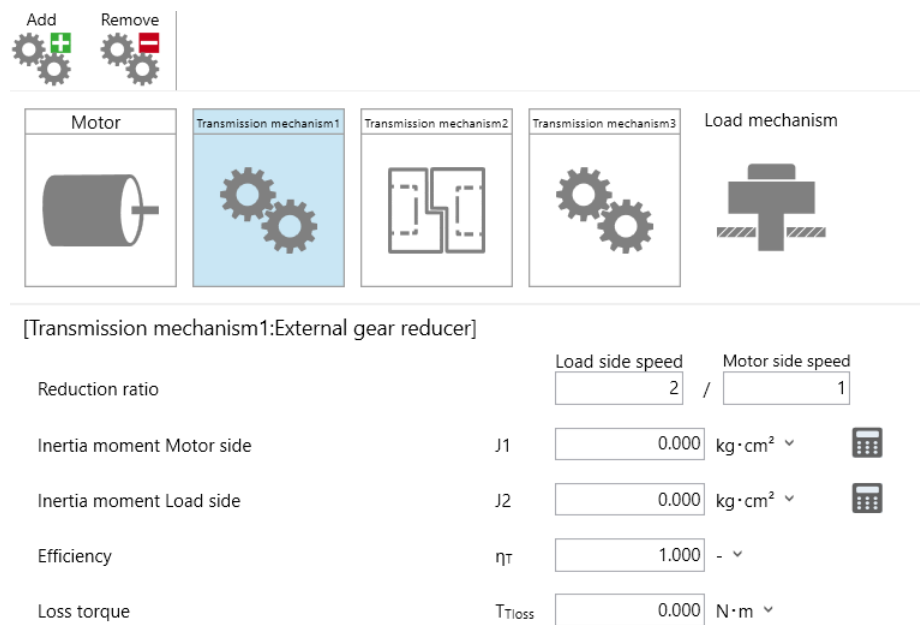 Add Remove
Motor Transmission mechanism1 Transmission mechanism2 Transmission mechanism3 Load mechanism
[Transmission mechanism1:External gear reducer]
Load side speed Motor side speed
Reduction ratio 2 / 1
Inertia moment Motor side J1 0.000 kg·cm²
Inertia moment Load side J2 0.000 kg·cm²
Efficiency ηT 1.000 -
Loss torque TTloss 0.000 N·m